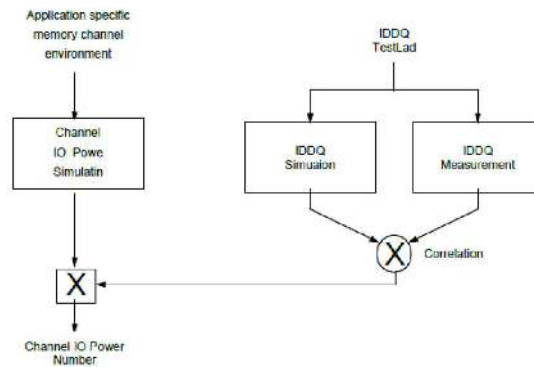 Application specific
memory channel
environment
Channel
IO Powe
Simulatin
X
Channel IO Power
Number
IDDQ
TestLad
IDDQ
Simuaion
IDDQ
Measurement
X
Correlation